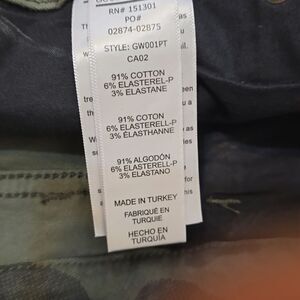 RN# 151301
PO#
02874-02875
STYLE: GW001PT
CA02
91% COTTON
6% ELASTEREL-P
3% ELASTANE
91% COTON
6% ELASTERELL-P
3% ÉLASTHANNE
91% ALGODÓN
6% ELASTERELL-P
3% ELASTANO
MADE IN TURKEY
FABRIQUÉ EN
TURQUIE
HECHO EN
TURQUÍA